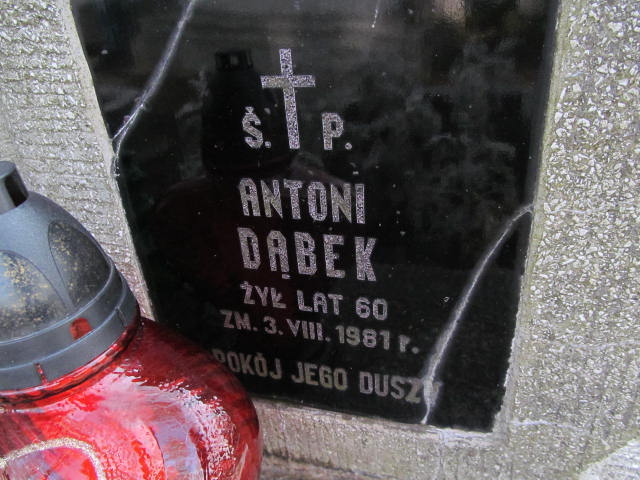 Ś. P.
ANTONI
DĄBEK
ŻYŁ LAT 60
ZM. 3. VIII. 1981 r.
POKÓJ JEGO DUSZY